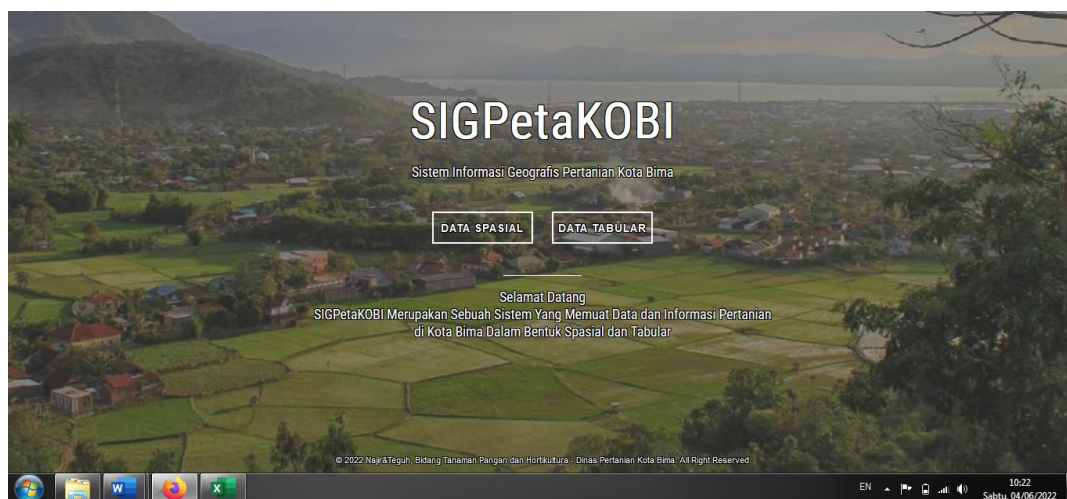 SIGPetaKOBI
Sistem Informasi Geografis Pertanian Kota Bima
DATA SPASIAL DATA TABULAR
Selamat Datang
SIGPetaKOBI Merupakan Sebuah Sistem Yang Memuat Data dan Informasi Pertanian
di Kota Bima Dalam Bentuk Spasial dan Tabular
© 2022 Najir&Teguh, Bidang Tanaman Pangan dan Hortikultura - Dinas Pertanian Kota Bima. All Right Reserved
EN
10:22
Sabtu, 04/06/2022